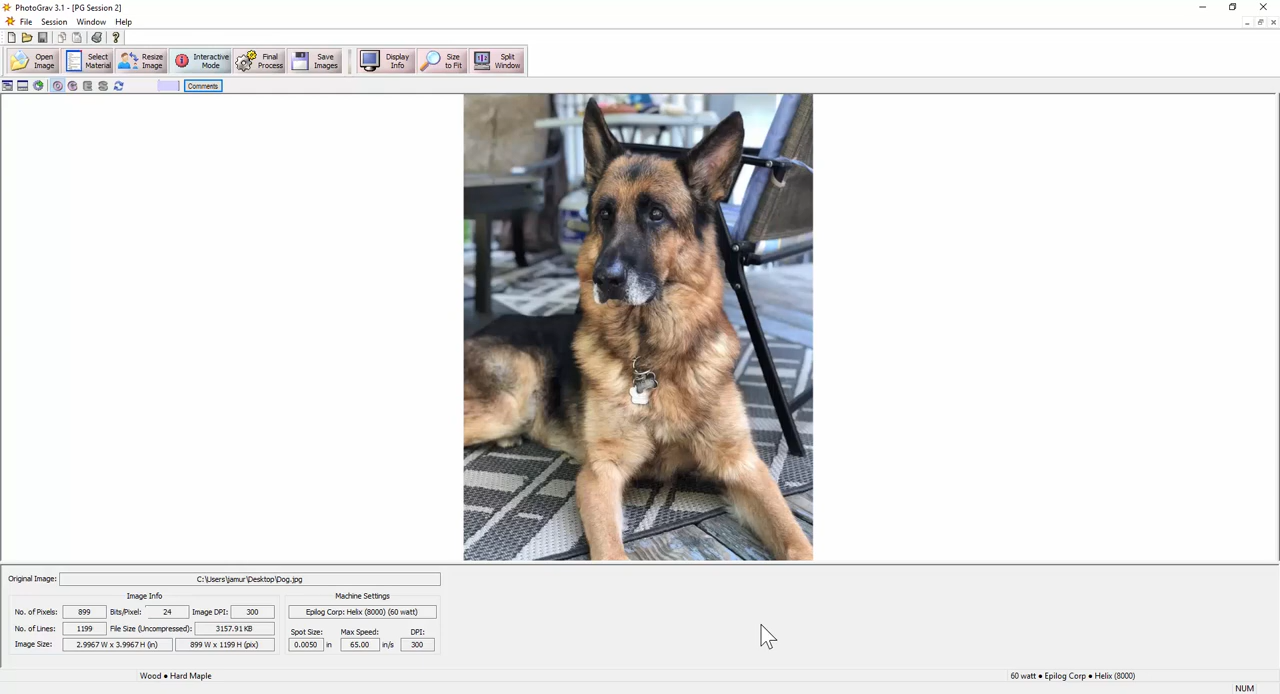 PhotoGrav 3.1 - [PG Session 2]
File Session Window Help
Open Image Select Material Resize Image Interactive Mode Final Process Save Images Display Info Size to Fit Split Window
Comments
Original Image: C:\Users\jamur\Desktop\Dog.jpg
Image Info Machine Settings
No. of Pixels: 899 Bits/Pixel: 24 Image DPI: 300 Epilog Corp: Helix (8000) (60 watt)
No. of Lines: 1199 File Size (Uncompressed): 3157.91 KB Spot Size: Max Speed: DPI:
Image Size: 2.9967 W x 3.9967 H (in) 899 W x 1199 H (pix) 0.0050 in 65.00 in/s 300
Wood ● Hard Maple 60 watt ● Epilog Corp ● Helix (8000)
NUM